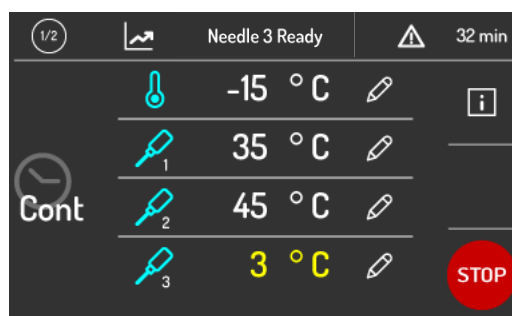 1/2 Needle 3 Ready 32 min
-15 °C
i
1 35 °C
Cont 2 45 °C
3 3 °C
STOP